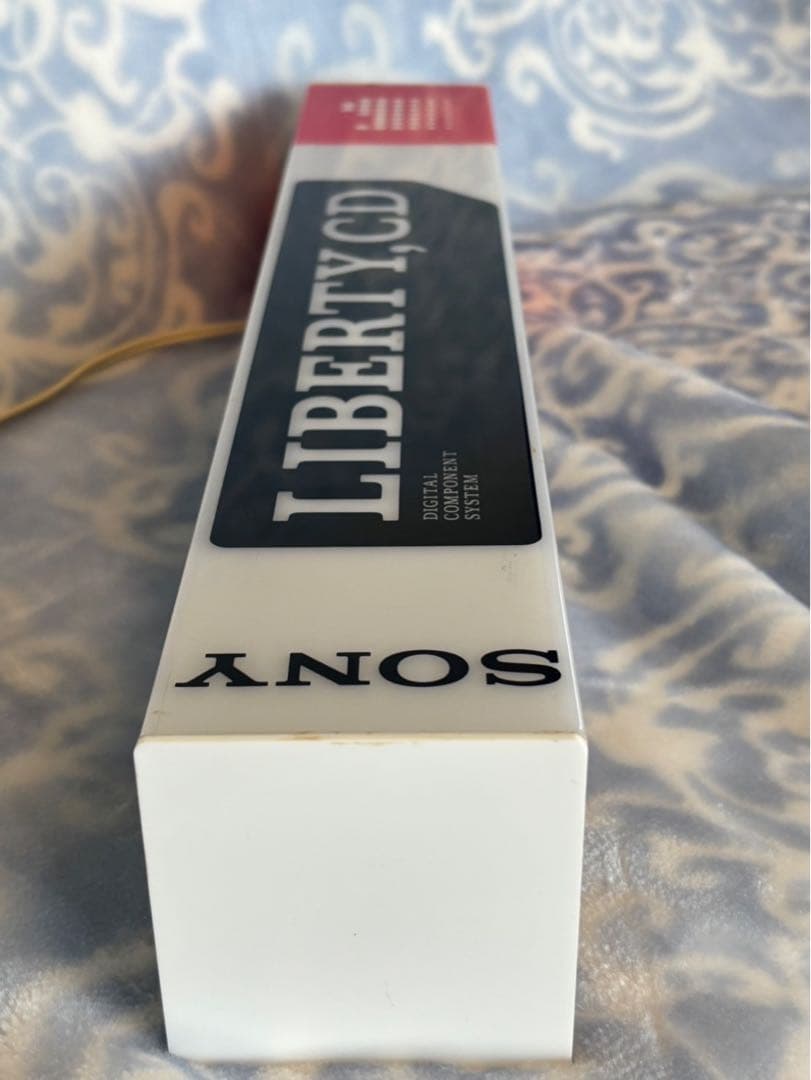 SONY
LIBERTY,CD
DIGITAL
COMPONENT
SYSTEM